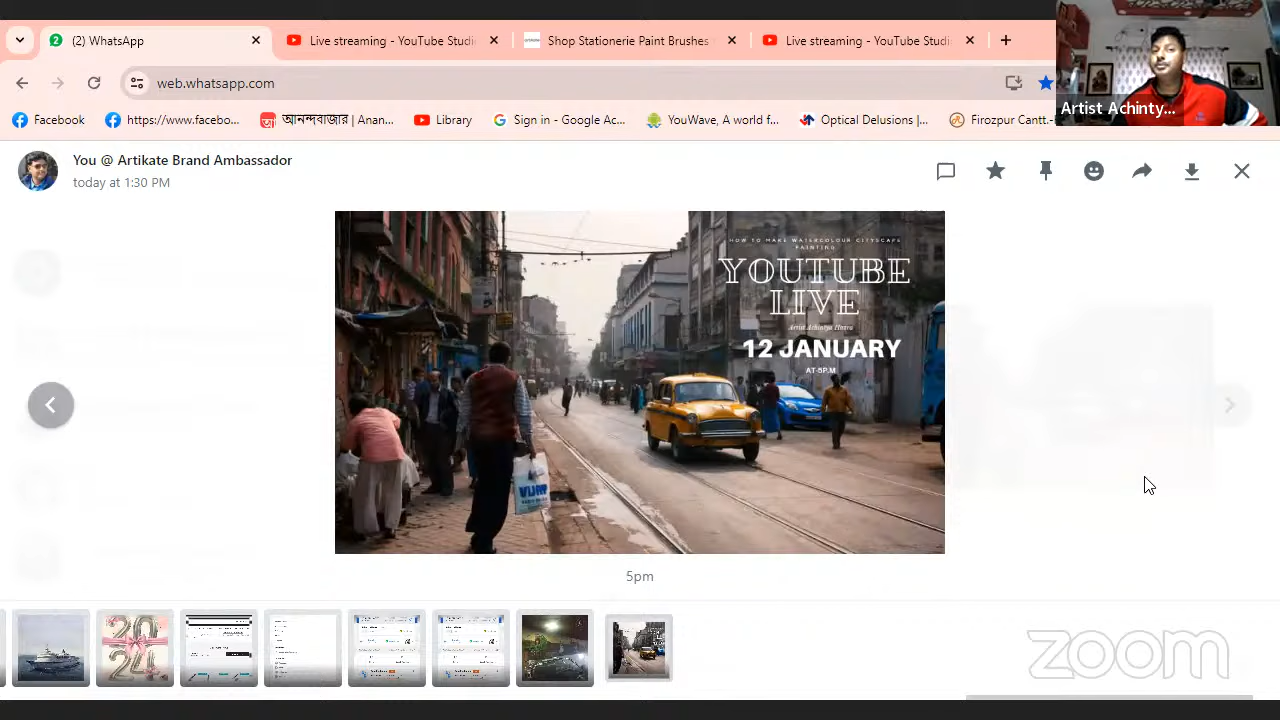 (2) WhatsApp
Live streaming - YouTube Studi
Shop Stationerie Paint Brushes
Live streaming - YouTube Studi
web.whatsapp.com
Facebook
https://www.facebo...
আনন্দবাজার | Anan...
Sign in - Google Ac...
YouWave, A world f...
Optical Delusions |...
Firozpur Cantt.-
Artist Achinty...
You @ Artikate Brand Ambassador
today at 1:30 PM
HOW TO MAKE WATERCOLOUR CITYSCAPE
PAINTING
YOUTUBE
LIVE
12 JANUARY
AT-5P.M
5pm
20
24
zoom